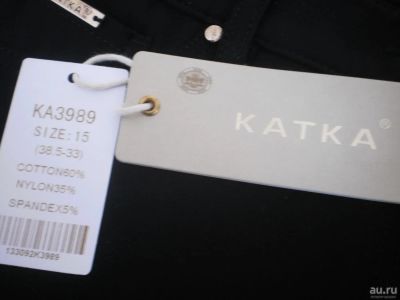 KATKA®
KA3989
SIZE:15
(38.5-33)
COTTON60%
NYLON35%
SPANDEX5%
133092K3989
KATKA®
au.ru